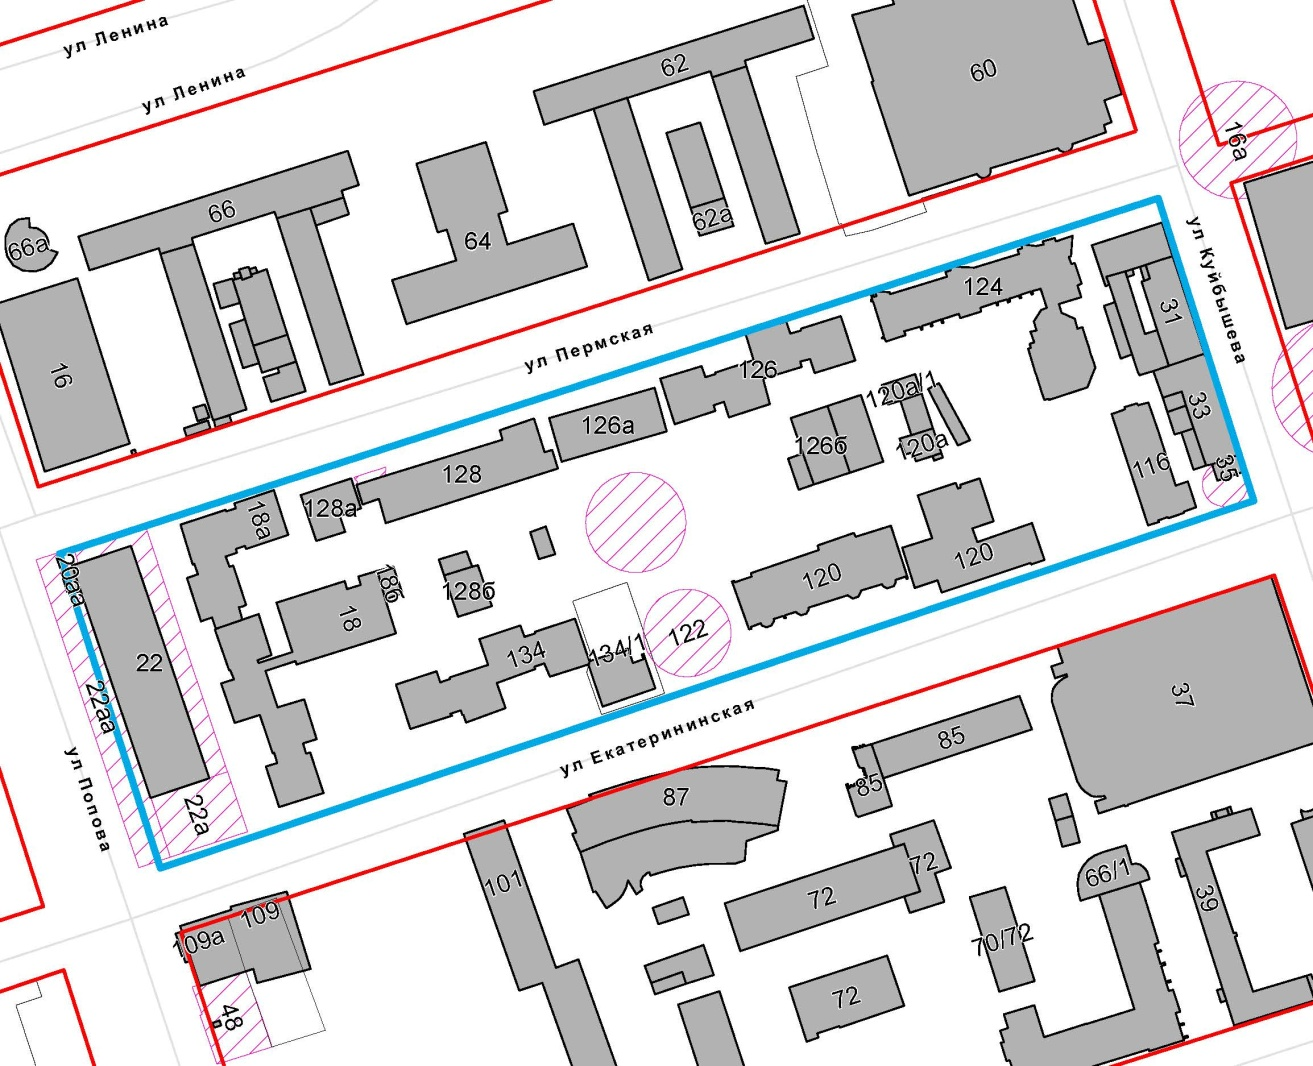 ул Ленина
ул Ленина
62
60
16а
66
62а
64
66а
16
ул Пермская
ул Куйбышева
124
31
126
120а/1
33
126а
126б
120а
116
35
128
18а
128а
20аа
18б
128б
120
120
18
22
134
134/1
122
22аа
ул Екатерининская
37
ул Попова
22а
87
85
85
101
72
72
66/1
39
109
109а
70/72
72
48